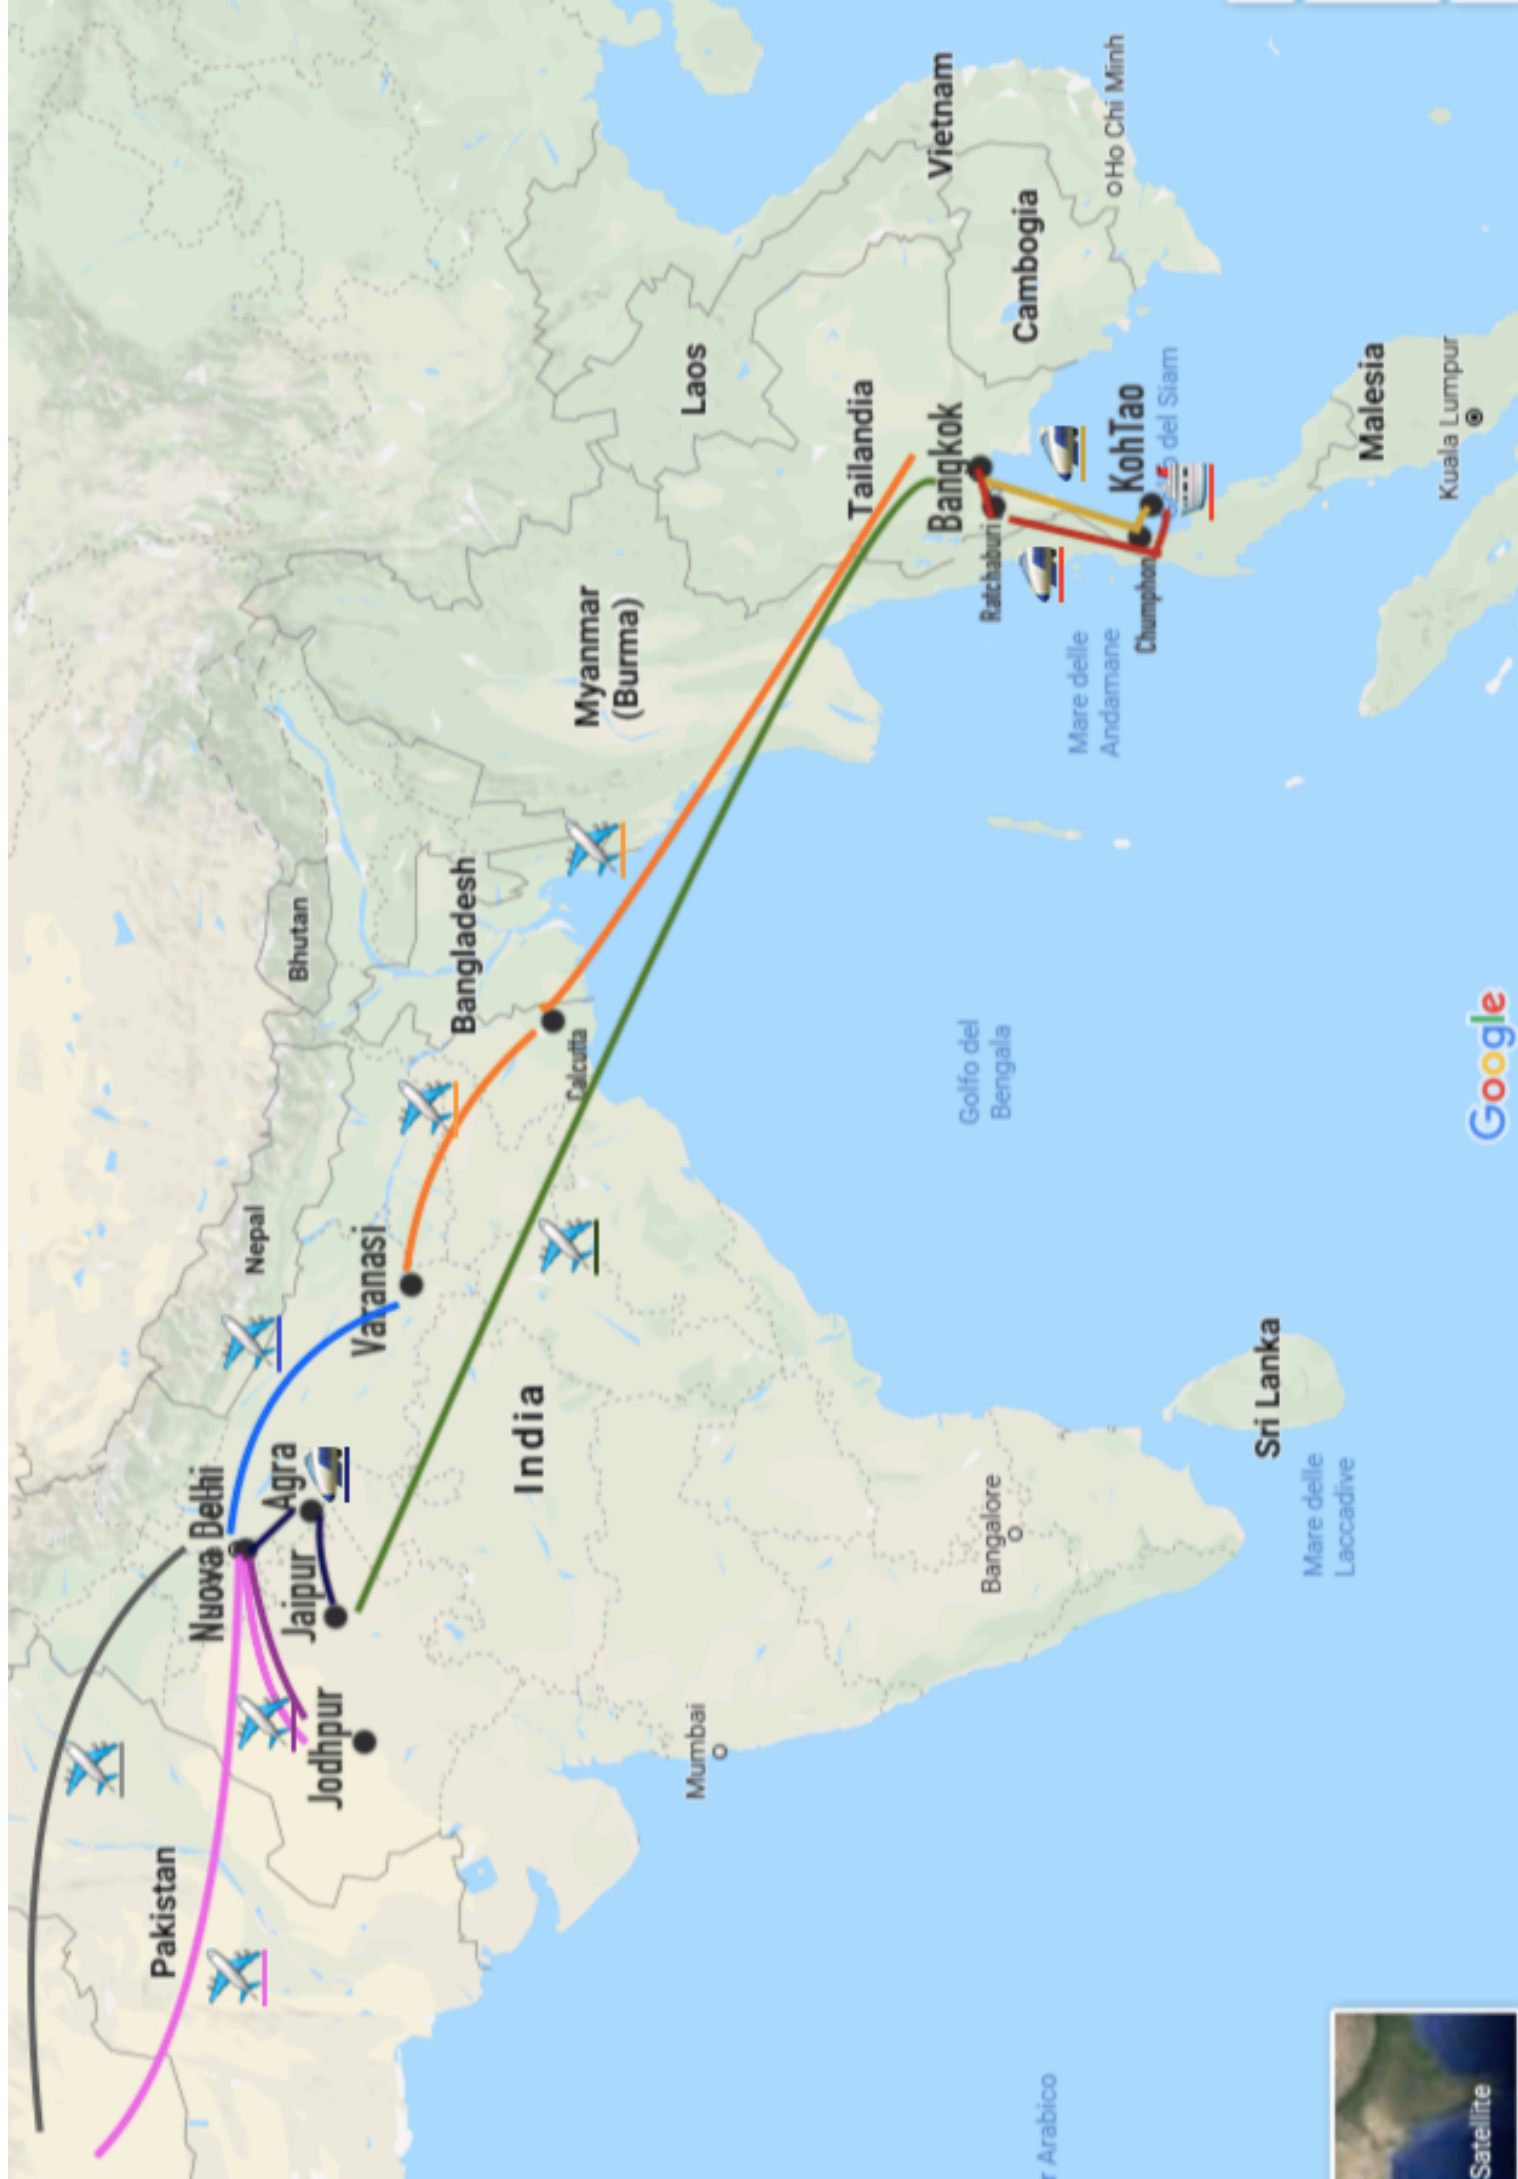 Pakistan
Nuova Delhi
Agra
Jaipur
Jodhpur
Nepal
Bhutan
Varanasi
Bangladesh
Calcutta
India
Mumbai
Bangalore
Myanmar
(Burma)
Laos
Vietnam
Tailandia
Bangkok
Cambogia
Ratchaburi
oHo Chi Minh
KohTao
Chumphon
del Siam
Mare delle
Andamane
Golfo del
Bengala
Sri Lanka
Mare delle
Laccadive
Malesia
Kuala Lumpur
r Arabico
Google
Satellite